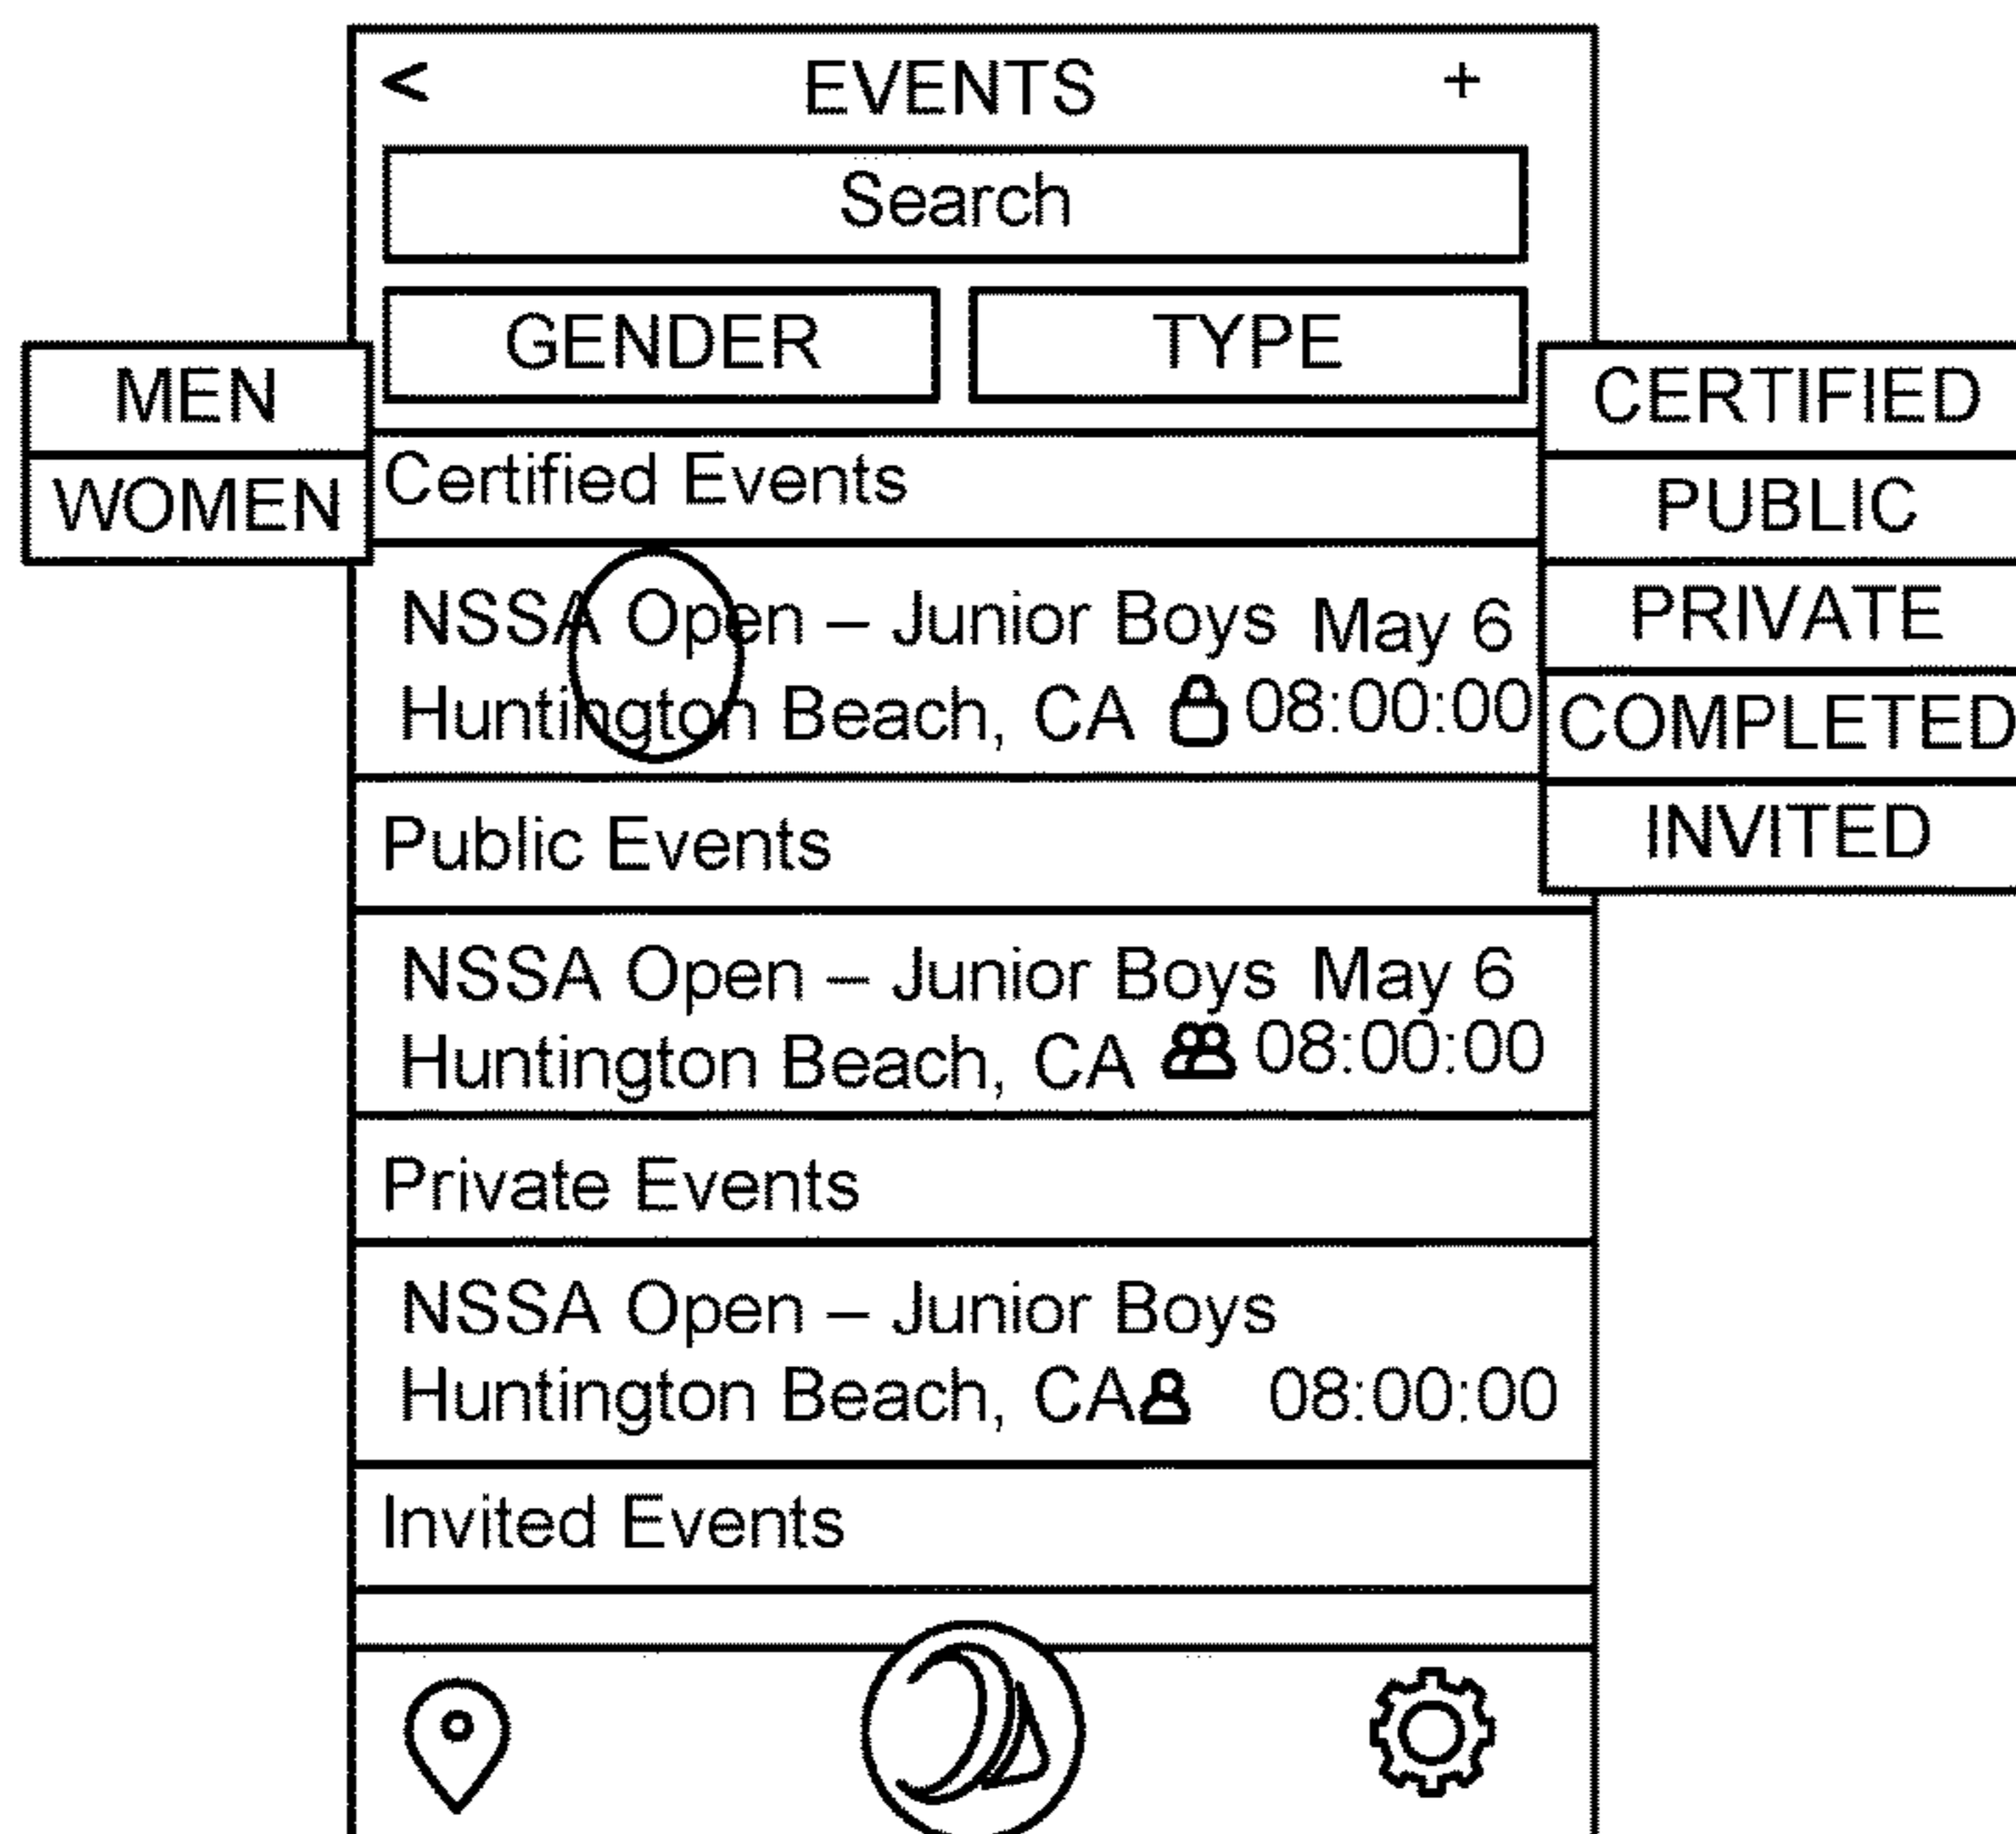 < EVENTS +
Search
GENDER TYPE
MEN
WOMEN
CERTIFIED
PUBLIC
PRIVATE
COMPLETED
INVITED
Certified Events
NSSA Open – Junior Boys May 6
Huntington Beach, CA 08:00:00
Public Events
NSSA Open – Junior Boys May 6
Huntington Beach, CA 08:00:00
Private Events
NSSA Open – Junior Boys
Huntington Beach, CA 08:00:00
Invited Events